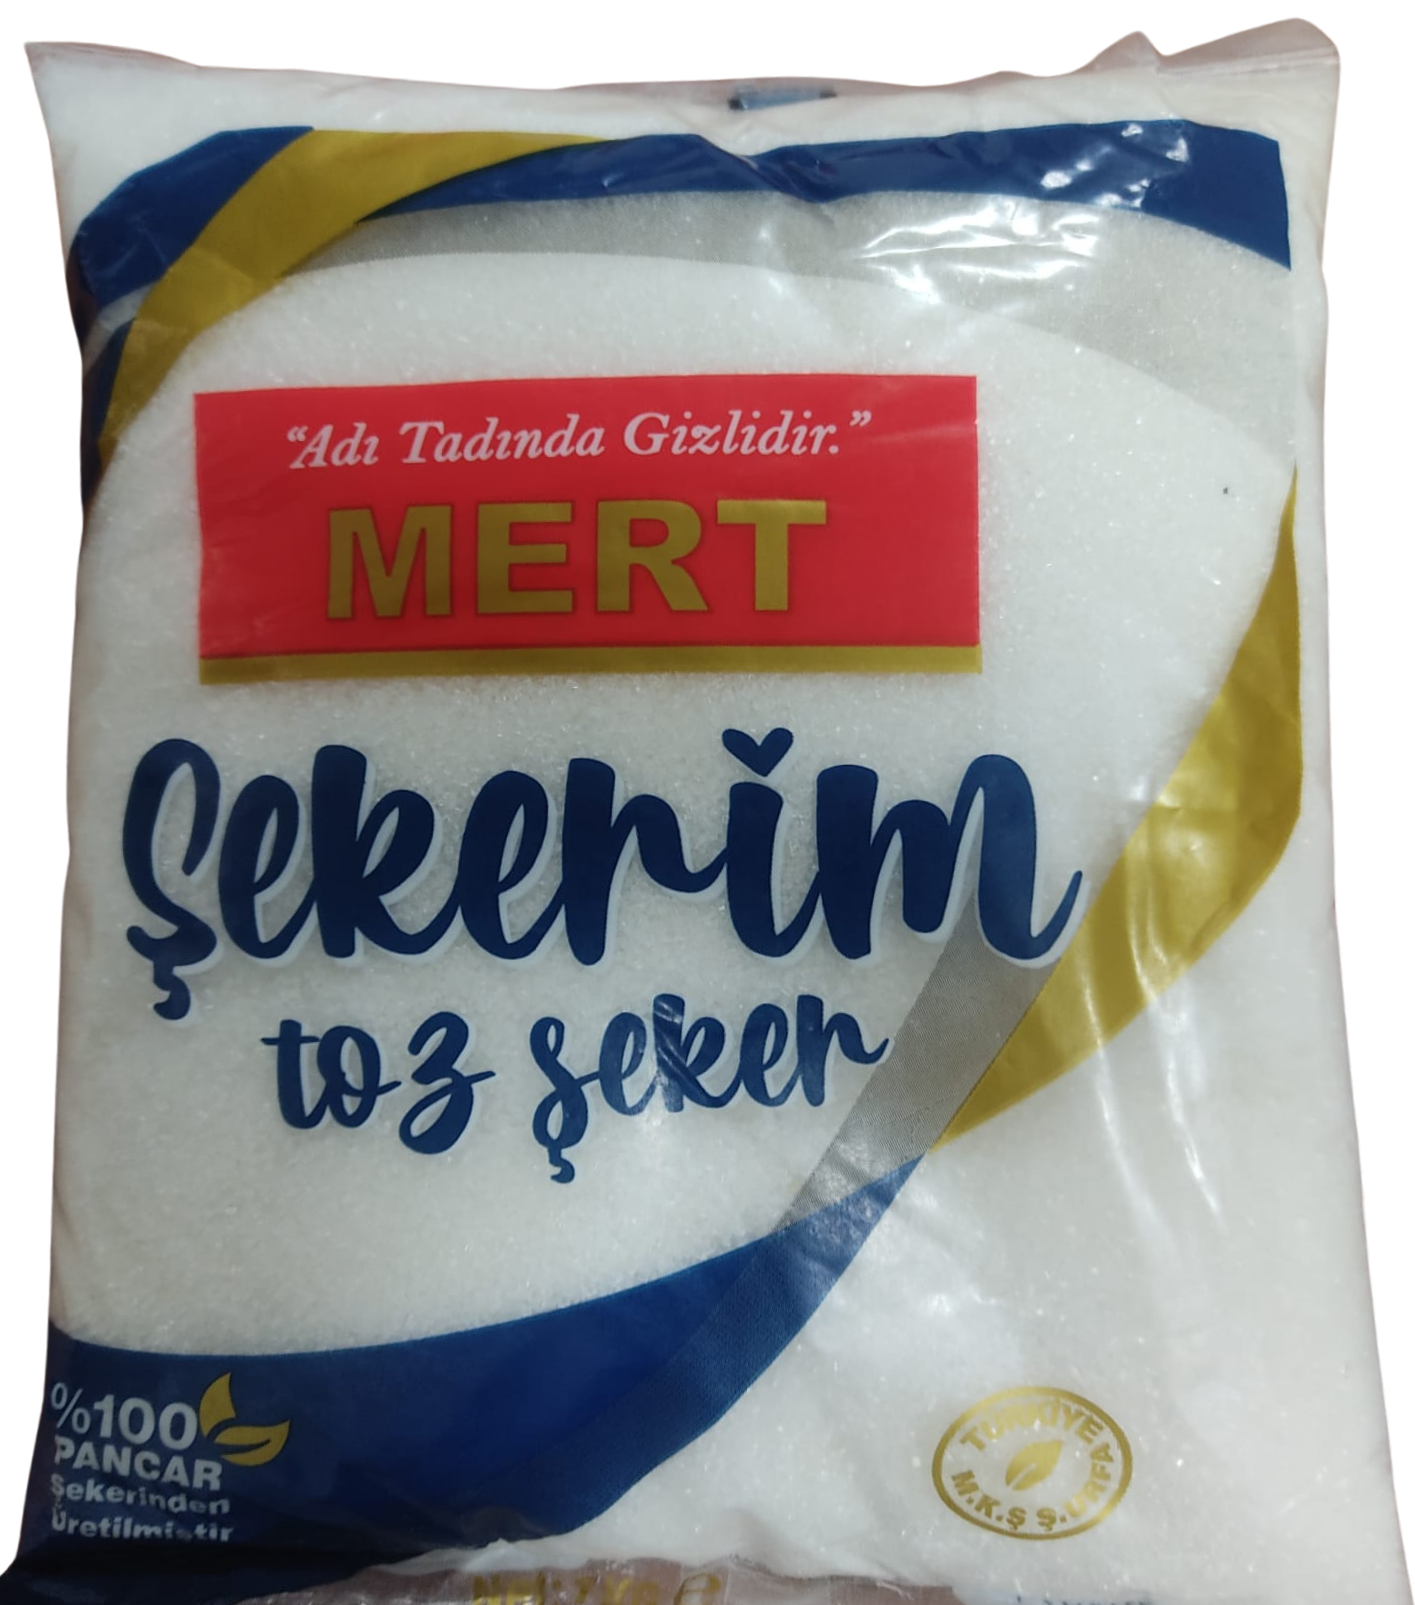 “Adı Tadında Gizlidir.”
MERT
Şekerim
toz şeker
%100
PANCAR
Şekerinden
Üretilmiştir
TÜRKİYE
M.K.Ş Ş.URFA